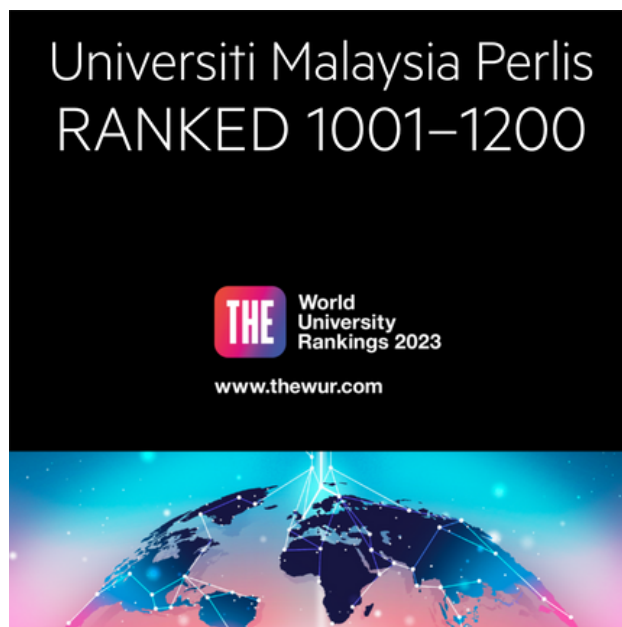 Universiti Malaysia Perlis
RANKED 1001–1200
THE
World
University
Rankings 2023
www.thewur.com